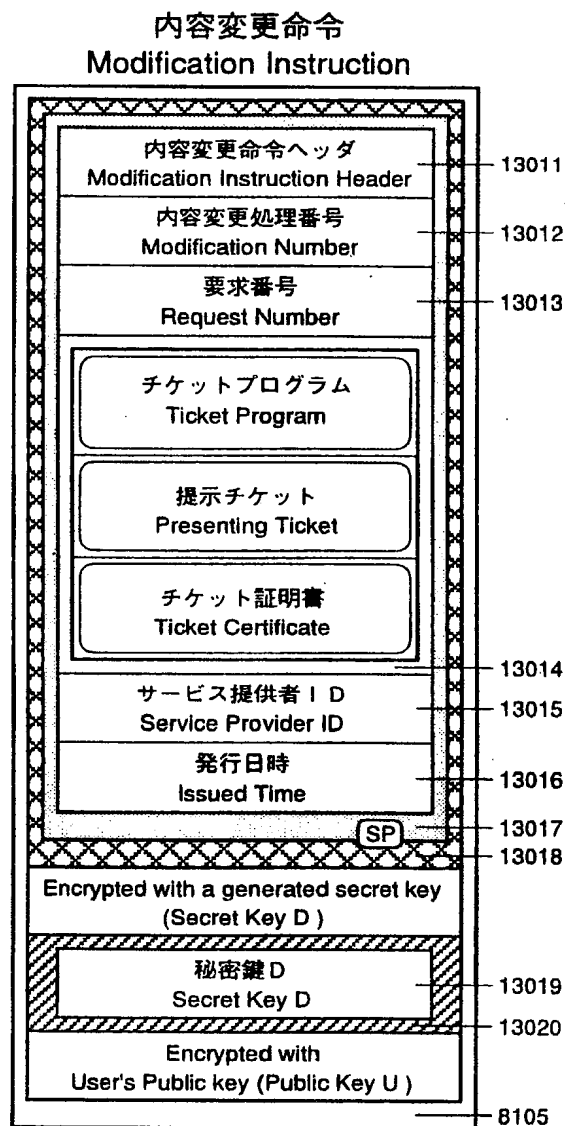 内容変更命令
Modification Instruction
内容変更命令ヘッダ
Modification Instruction Header
13011
内容変更処理番号
Modification Number
13012
要求番号
Request Number
13013
チケットプログラム
Ticket Program
提示チケット
Presenting Ticket
チケット証明書
Ticket Certificate
13014
サービス提供者ID
Service Provider ID
13015
発行日時
Issued Time
13016
SP
13017
13018
Encrypted with a generated secret key
(Secret Key D )
秘密鍵D
Secret Key D
13019
13020
Encrypted with
User's Public key (Public Key U )
8105